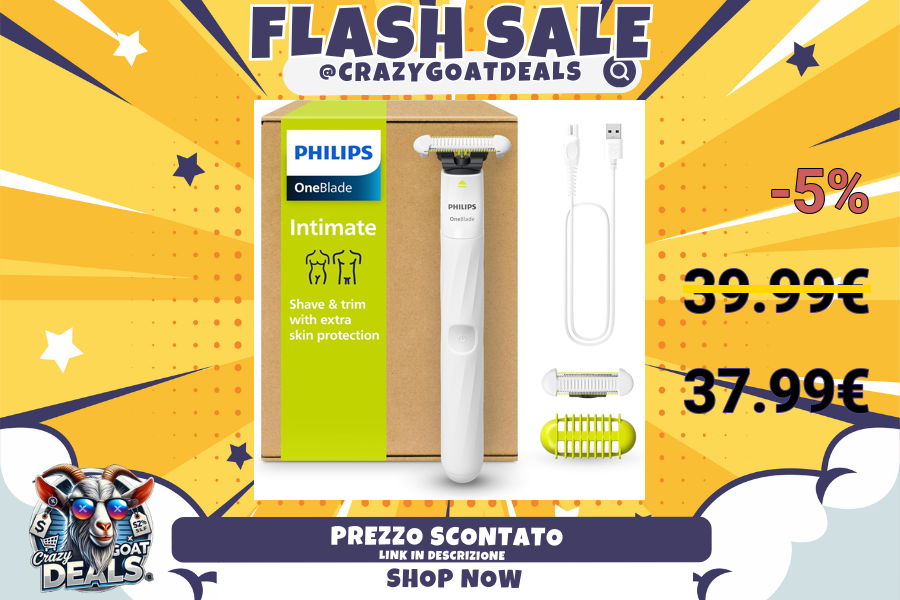 FLASH SALE
@CRAZYGOATDEALS
PHILIPS
OneBlade
Intimate
Shave & trim
with extra
skin protection
PHILIPS
OneBlade
-5%
39.99€
37.99€
$
52%
Crazy
GOAT
DEALS
PREZZO SCONTATO
LINK IN DESCRIZIONE
SHOP NOW